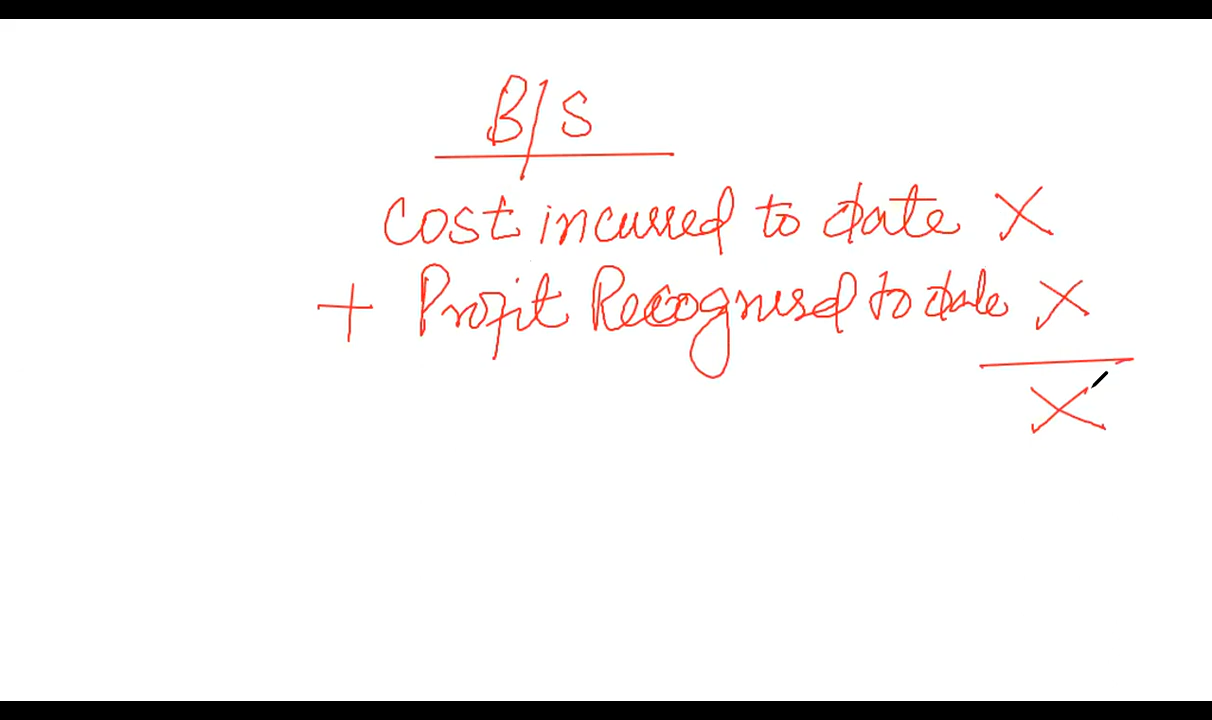 B/S
Cost incurred to date X
+ Profit Recognised to date X
X